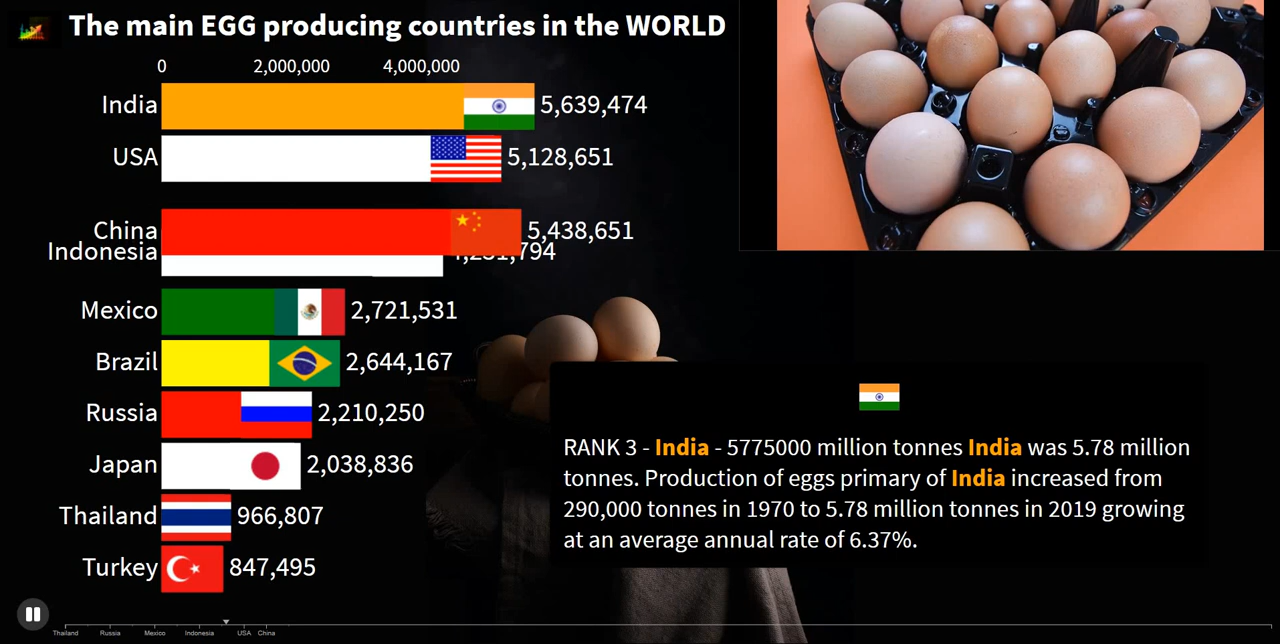 The main EGG producing countries in the WORLD
0 2,000,000 4,000,000
India 5,639,474
USA 5,128,651
China 5,438,651
Indonesia
Mexico 2,721,531
Brazil 2,644,167
Russia 2,210,250
Japan 2,038,836
Thailand 966,807
Turkey 847,495
RANK 3 - India - 5775000 million tonnes India was 5.78 million
tonnes. Production of eggs primary of India increased from
290,000 tonnes in 1970 to 5.78 million tonnes in 2019 growing
at an average annual rate of 6.37%.
Thailand Russia Mexico Indonesia USA China